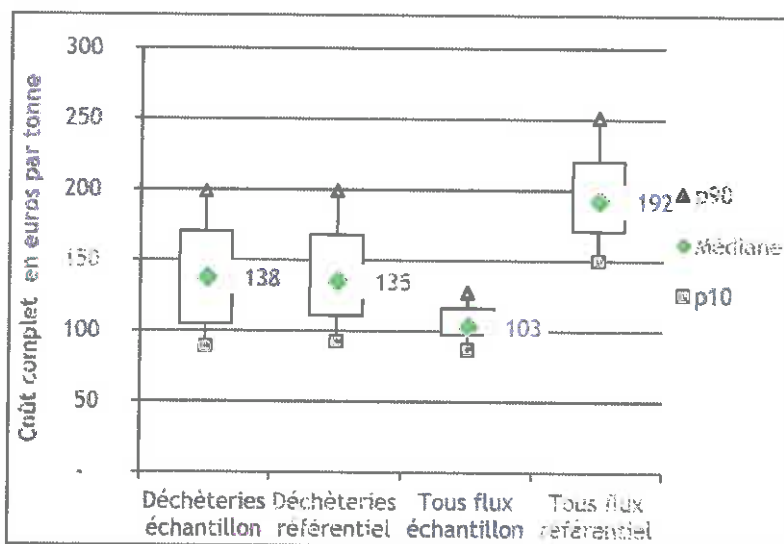 Coût complet en euros par tonne
300
250
200
150
100
50
-
138
135
103
192
p90
Médiane
p10
Déchèteries
échantillon
Déchèteries
référentiel
Tous flux
échantillon
Tous flux
référentiel